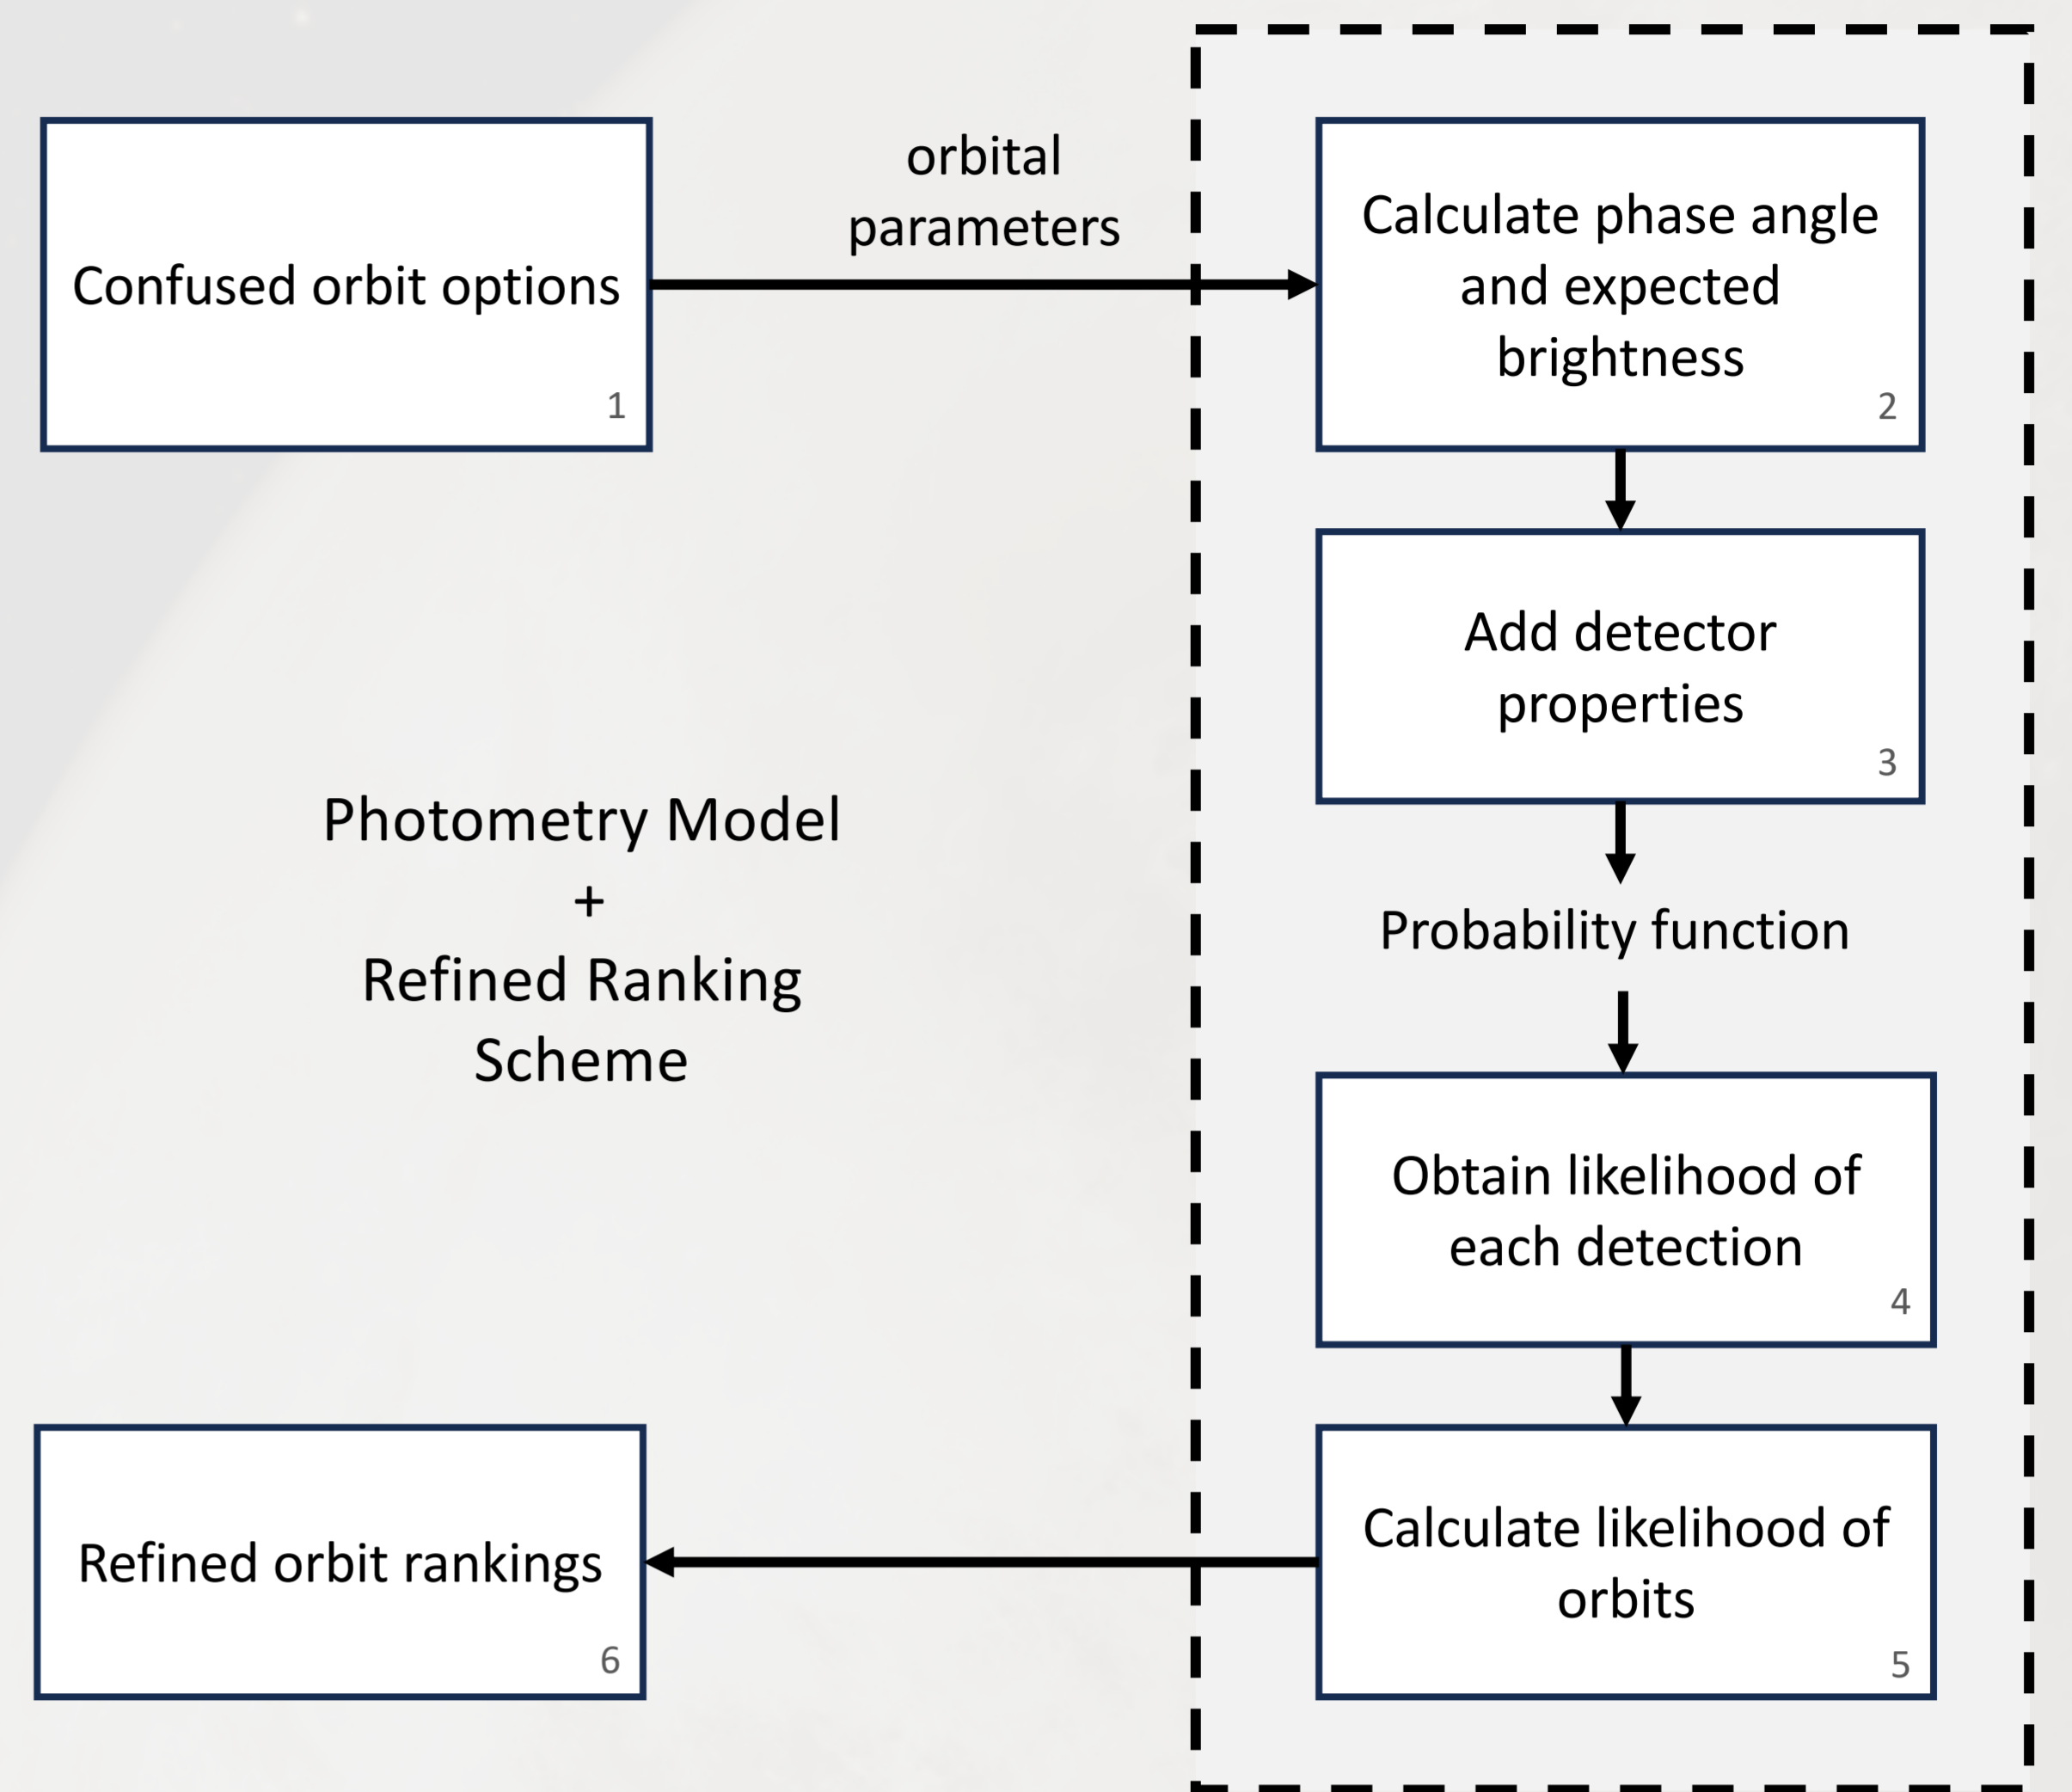 Confused orbit options
1
orbital
parameters
Calculate phase angle
and expected
brightness
2
Add detector
properties
3
Probability function
Photometry Model
+
Refined Ranking
Scheme
Obtain likelihood of
each detection
4
Calculate likelihood of
orbits
5
Refined orbit rankings
6